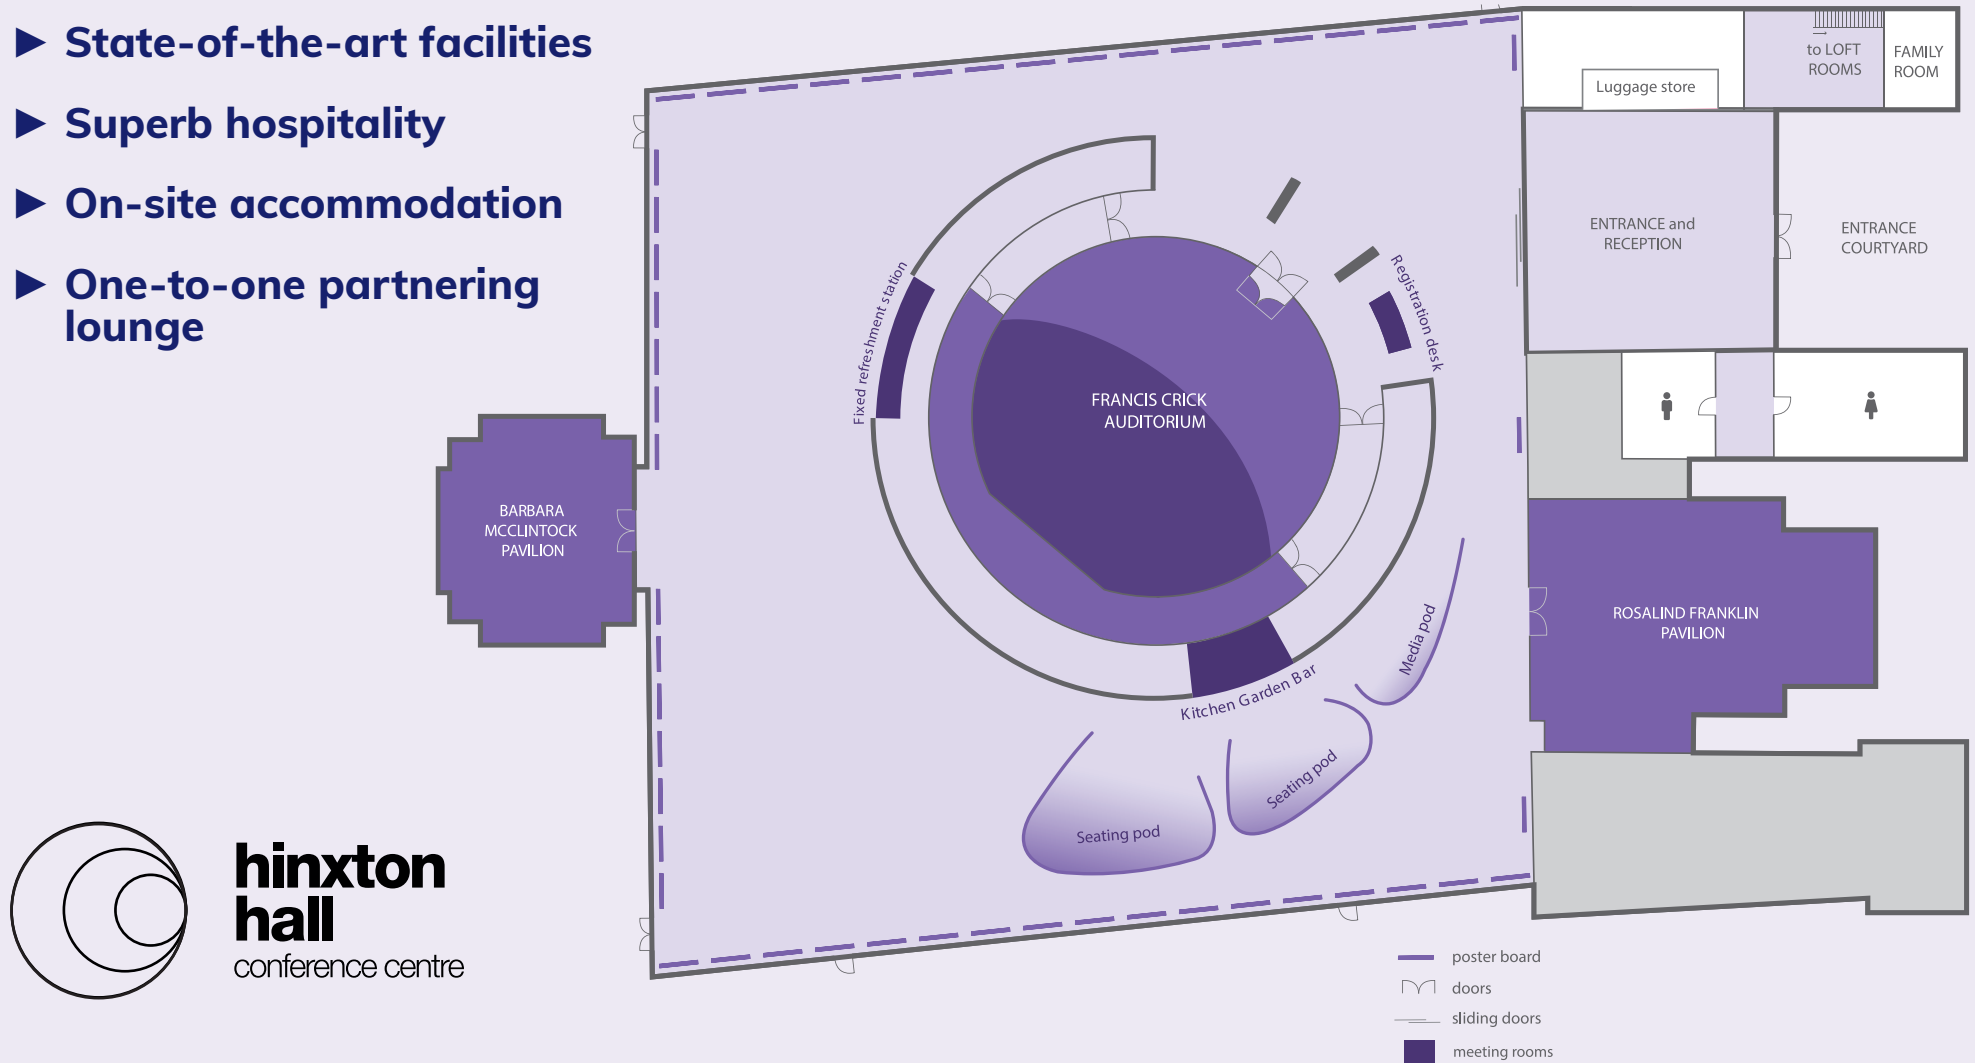 ► State-of-the-art facilities
► Superb hospitality
► On-site accommodation
► One-to-one partnering
lounge
Luggage store
to LOFT
ROOMS
FAMILY
ROOM
ENTRANCE and
RECEPTION
ENTRANCE
COURTYARD
Fixed refreshment station
Registration desk
FRANCIS CRICK
AUDITORIUM
BARBARA
MCCLINTOCK
PAVILION
ROSALIND FRANKLIN
PAVILION
Media pod
Kitchen Garden Bar
Seating pod
Seating pod
hinxton
hall
conference centre
poster board
doors
sliding doors
meeting rooms